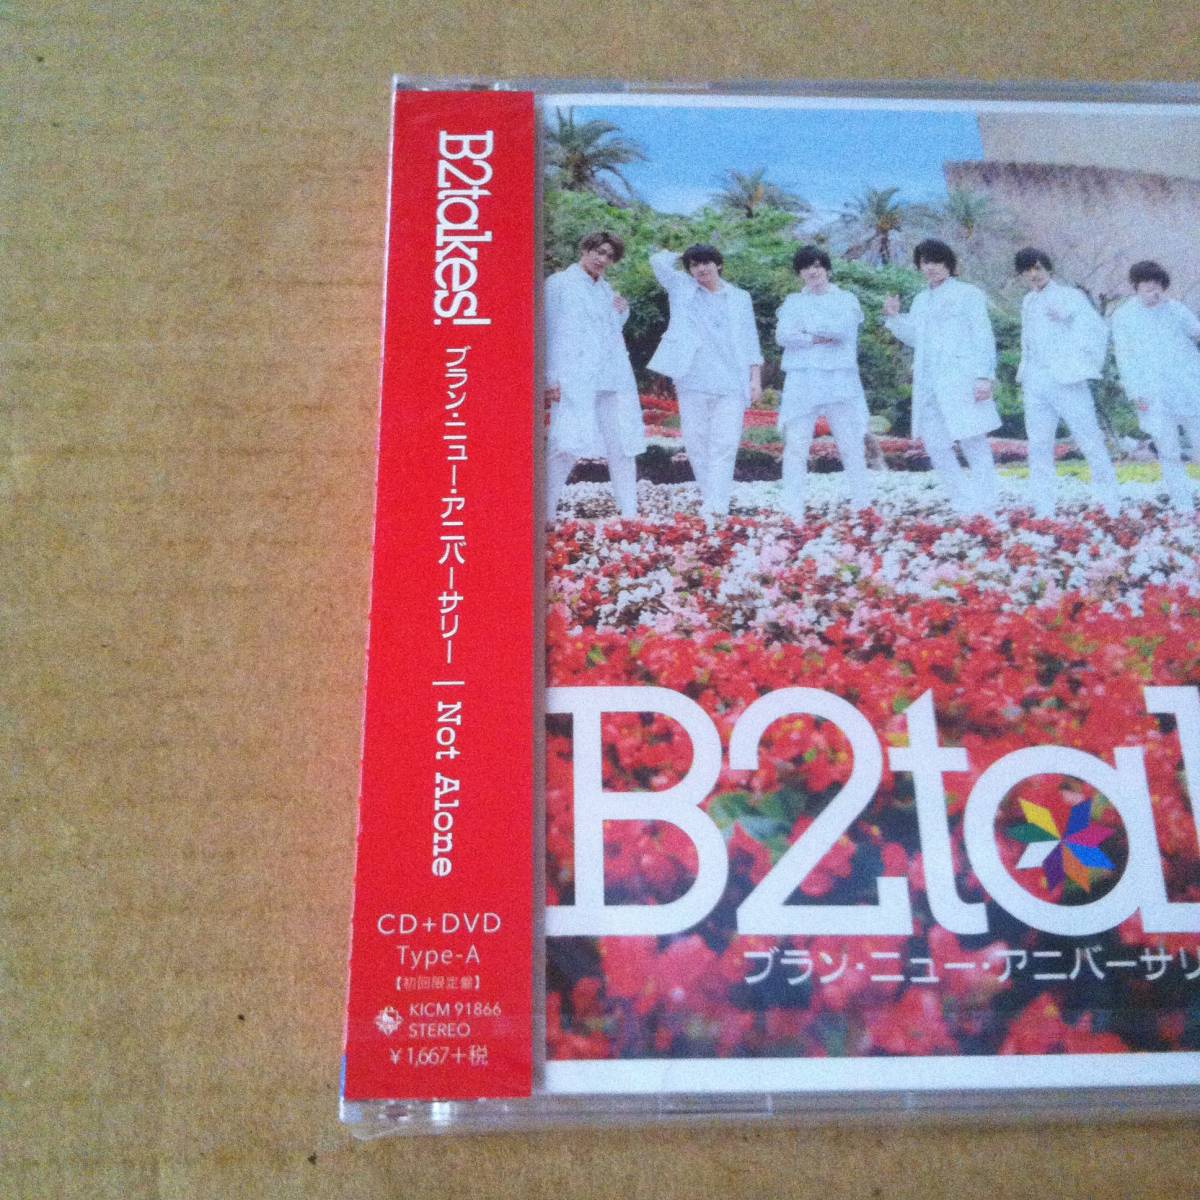 B2takes! ブラン・ニュー・アニバーサリー | Not Alone
CD+DVD
Type-A
【初回限定盤】
KICM 91866
STEREO
¥1,667+税
B2ta
ブラン・ニュー・アニバーサリ